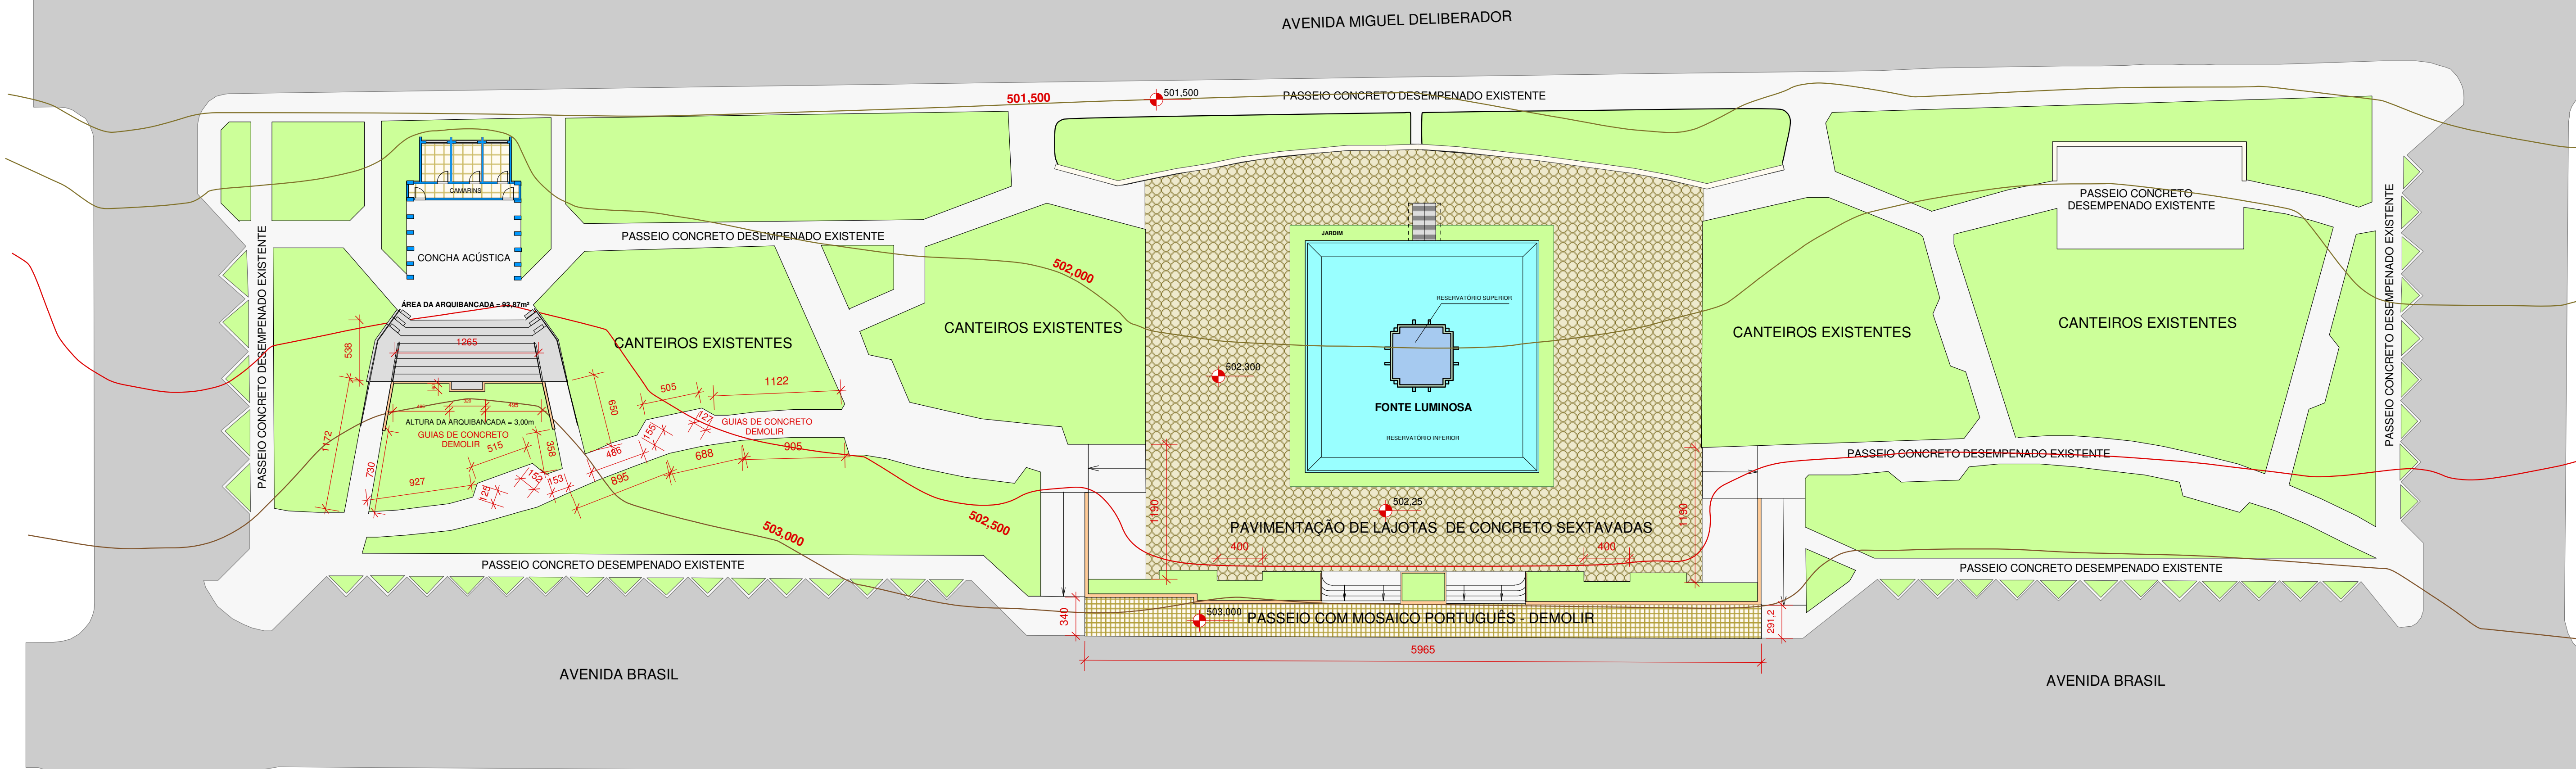 AVENIDA MIGUEL DELIBERADOR
501,500
501,500
PASSEIO CONCRETO DESEMPENADO EXISTENTE
CAMARINS
CONCHA ACÚSTICA
PASSEIO CONCRETO DESEMPENADO EXISTENTE
PASSEIO CONCRETO DESEMPENADO EXISTENTE
ÁREA DA ARQUIBANCADA = 93,87m²
538
1265
CANTEIROS EXISTENTES
502,000
CANTEIROS EXISTENTES
JARDIM
RESERVATÓRIO SUPERIOR
FONTE LUMINOSA
RESERVATÓRIO INFERIOR
502,300
502,25
PAVIMENTAÇÃO DE LAJOTAS DE CONCRETO SEXTAVADAS
CANTEIROS EXISTENTES
PASSEIO CONCRETO
DESEMPENADO EXISTENTE
CANTEIROS EXISTENTES
PASSEIO CONCRETO DESEMPENADO EXISTENTE
PASSEIO CONCRETO DESEMPENADO EXISTENTE
505
1122
650
127
155
GUIAS DE CONCRETO
DEMOLIR
486
895
688
905
495
ALTURA DA ARQUIBANCADA = 3,00m
GUIAS DE CONCRETO
DEMOLIR
515
358
1172
730
927
125
153
153
503,000
502,500
1190
1190
400
400
PASSEIO CONCRETO DESEMPENADO EXISTENTE
PASSEIO CONCRETO DESEMPENADO EXISTENTE
340
503,000
PASSEIO COM MOSAICO PORTUGUÊS - DEMOLIR
291,2
5965
AVENIDA BRASIL
AVENIDA BRASIL